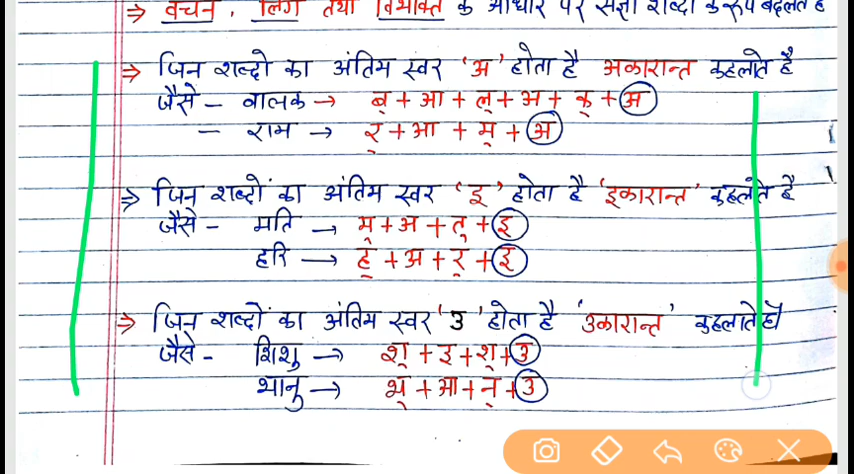 ⇒ वचन, लिंग तथा विभक्ति के आधार पर संज्ञा शब्दों के रूप बदलते है
⇒ जिन शब्दों का अंतिम स्वर 'अ' होता है अकारान्त कहलाते हैं
जैसे - बालक → ब् + आ + ल् + अ + क् + अ
- राम → र् + आ + म् + अ
⇒ जिन शब्दों का अंतिम स्वर 'इ' होता है 'इकारान्त' कहलाते है
जैसे - मति → म् + अ + त् + इ
हरि → ह् + अ + र् + इ
⇒ जिन शब्दों का अंतिम स्वर 'उ' होता है 'उकारान्त' कहलाते है
जैसे - शिशु → श् + इ + श् + उ
भानु → भ् + आ + न् + उ